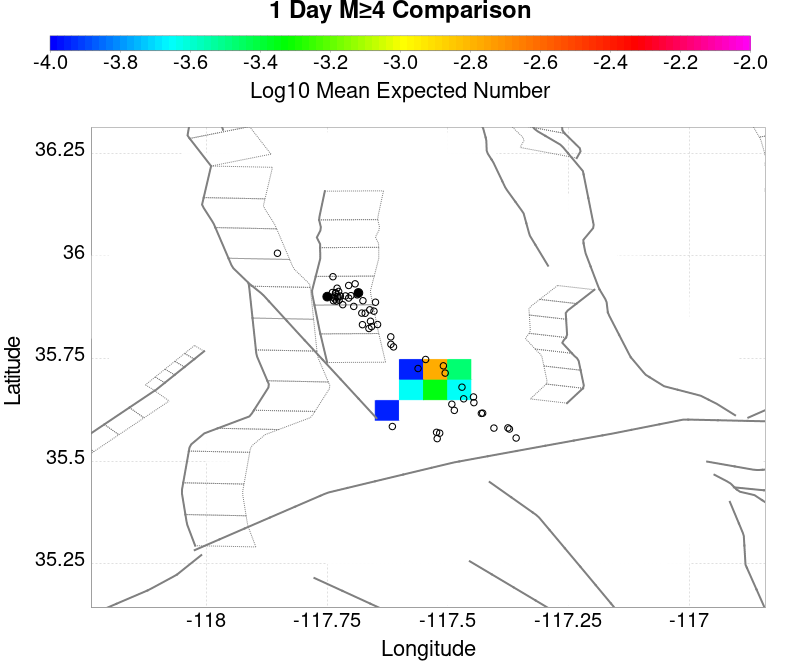 1 Day M≥4 Comparison
-4.0 -3.8 -3.6 -3.4 -3.2 -3.0 -2.8 -2.6 -2.4 -2.2 -2.0
Log10 Mean Expected Number
36.25
36
35.75
35.5
35.25
Latitude
-118 -117.75 -117.5 -117.25 -117
Longitude